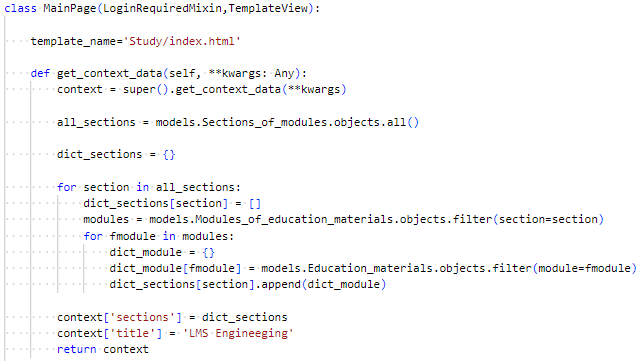 class MainPage(LoginRequiredMixin,TemplateView):
    template_name='Study/index.html'
    def get_context_data(self, **kwargs: Any):
        context = super().get_context_data(**kwargs)
        all_sections = models.Sections_of_modules.objects.all()
        dict_sections = {}
        for section in all_sections:
            dict_sections[section] = []
            modules = models.Modules_of_education_materials.objects.filter(section=section)
            for fmodule in modules:
                dict_module = {}
                dict_module[fmodule] = models.Education_materials.objects.filter(module=fmodule)
                dict_sections[section].append(dict_module)
        context['sections'] = dict_sections
        context['title'] = 'LMS Engineeging'
        return context